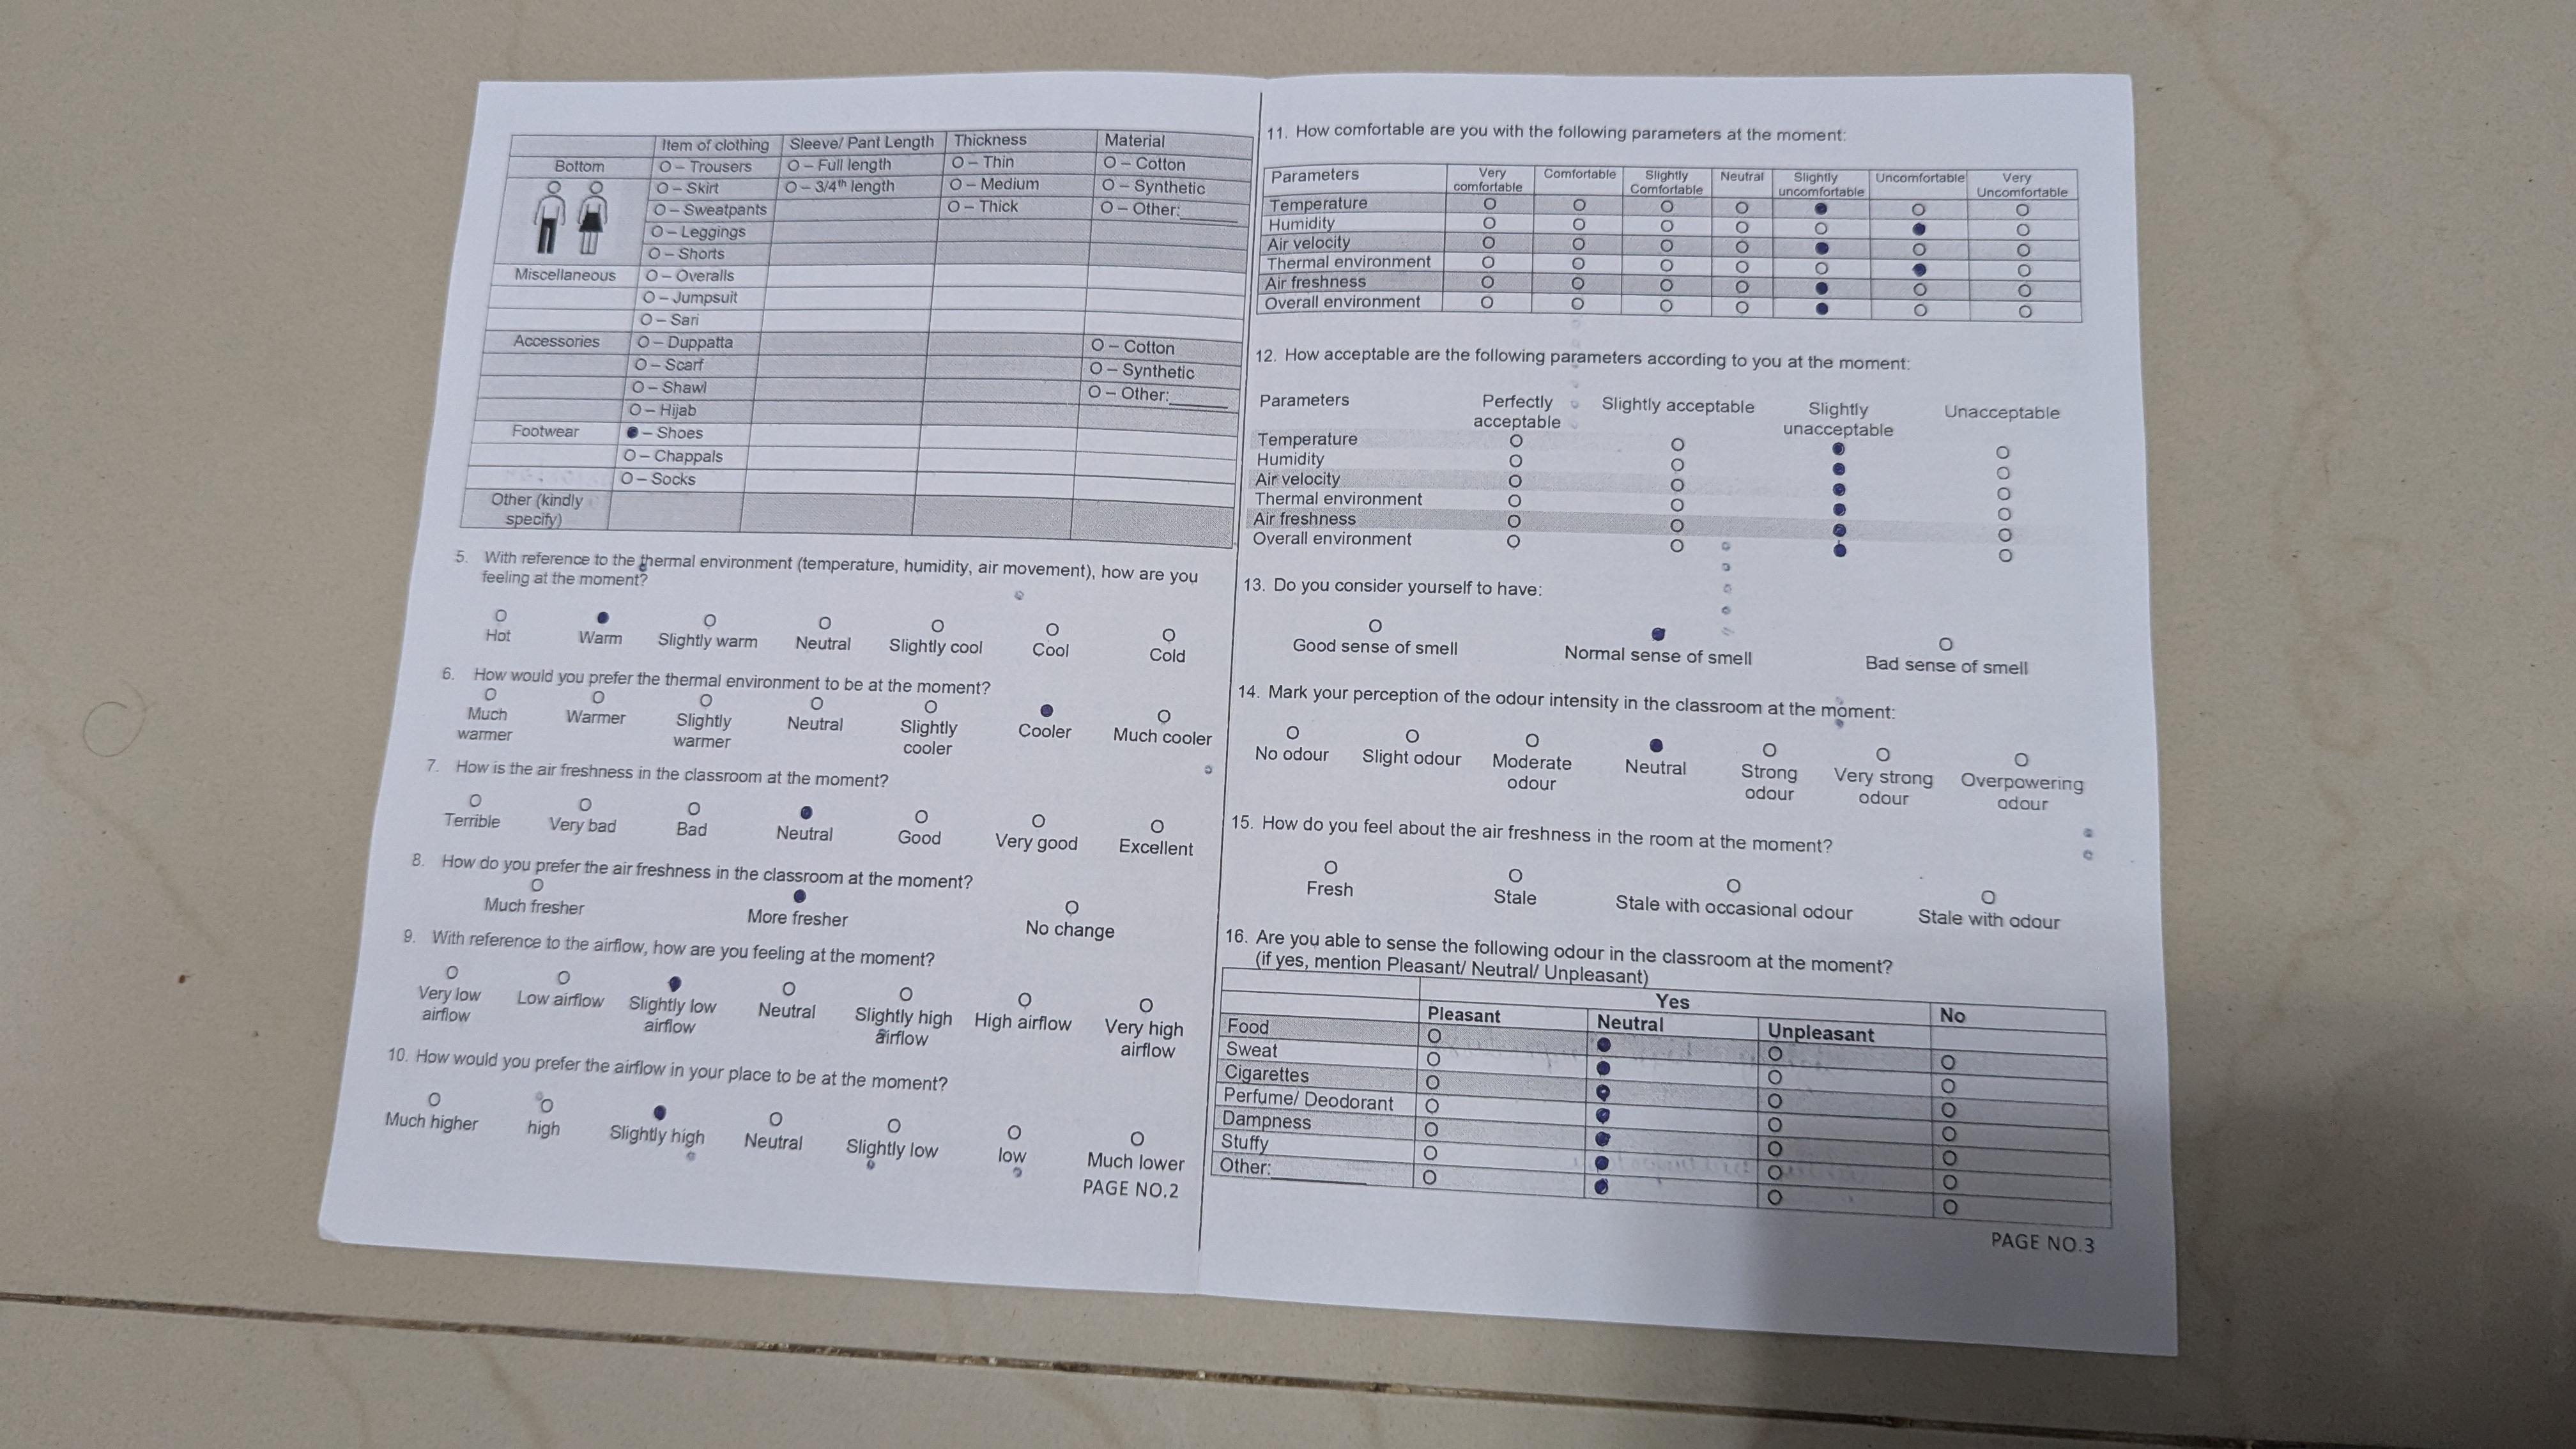 Item of clothing Sleeve/ Pant Length Thickness Material
Bottom O – Trousers O – Full length O – Thin O – Cotton
O – Skirt O – 3/4th length O – Medium O – Synthetic
O – Sweatpants O – Thick O – Other:______
O – Leggings
O – Shorts
Miscellaneous O – Overalls
O – Jumpsuit
O – Sari
Accessories O – Duppatta O – Cotton
O – Scarf O – Synthetic
O – Shawl O – Other:______
O – Hijab
Footwear ● – Shoes
O – Chappals
O – Socks
Other (kindly
specify)
5. With reference to the thermal environment (temperature, humidity, air movement), how are you
feeling at the moment?
O ● O O O O O
Hot Warm Slightly warm Neutral Slightly cool Cool Cold
6. How would you prefer the thermal environment to be at the moment?
O O O O O ● O
Much Warmer Slightly Neutral Slightly Cooler Much cooler
warmer warmer cooler
7. How is the air freshness in the classroom at the moment?
O O O ● O O O
Terrible Very bad Bad Neutral Good Very good Excellent
8. How do you prefer the air freshness in the classroom at the moment?
O ● O
Much fresher More fresher No change
9. With reference to the airflow, how are you feeling at the moment?
O O ● O O O O
Very low Low airflow Slightly low Neutral Slightly high High airflow Very high
airflow airflow airflow airflow
10. How would you prefer the airflow in your place to be at the moment?
O O ● O O O O
Much higher high Slightly high Neutral Slightly low low Much lower
PAGE NO.2
11. How comfortable are you with the following parameters at the moment:
Parameters Very Comfortable Slightly Neutral Slightly Uncomfortable Very
comfortable Comfortable uncomfortable Uncomfortable
Temperature O O O O ● O O
Humidity O O O O O ● O
Air velocity O O O O ● O O
Thermal environment O O O O O ● O
Air freshness O O O O ● O O
Overall environment O O O O ● O O
12. How acceptable are the following parameters according to you at the moment:
Parameters Perfectly Slightly acceptable Slightly Unacceptable
acceptable unacceptable
Temperature O O ● O
Humidity O O ● O
Air velocity O O ● O
Thermal environment O O ● O
Air freshness O O ● O
Overall environment O O ● O
13. Do you consider yourself to have:
O ● O
Good sense of smell Normal sense of smell Bad sense of smell
14. Mark your perception of the odour intensity in the classroom at the moment:
O O O ● O O O
No odour Slight odour Moderate Neutral Strong Very strong Overpowering
odour odour odour odour
15. How do you feel about the air freshness in the room at the moment?
O O O O
Fresh Stale Stale with occasional odour Stale with odour
16. Are you able to sense the following odour in the classroom at the moment?
(if yes, mention Pleasant/ Neutral/ Unpleasant)
Yes No
Pleasant Neutral Unpleasant
Food O ● O O
Sweat O ● O O
Cigarettes O ● O O
Perfume/ Deodorant O ● O O
Dampness O ● O O
Stuffy O ● O O
Other:__________ O ● O O
PAGE NO.3